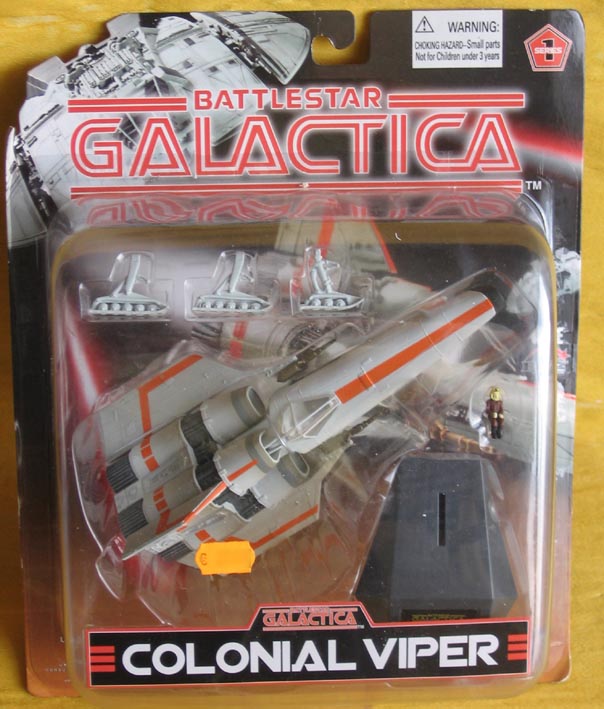 WARNING:
CHOKING HAZARD-Small parts
Not for Children under 3 years
SERIES
1
BATTLESTAR
GALACTICA
TM
€
BATTLESTAR
GALACTICA
COLONIAL VIPER